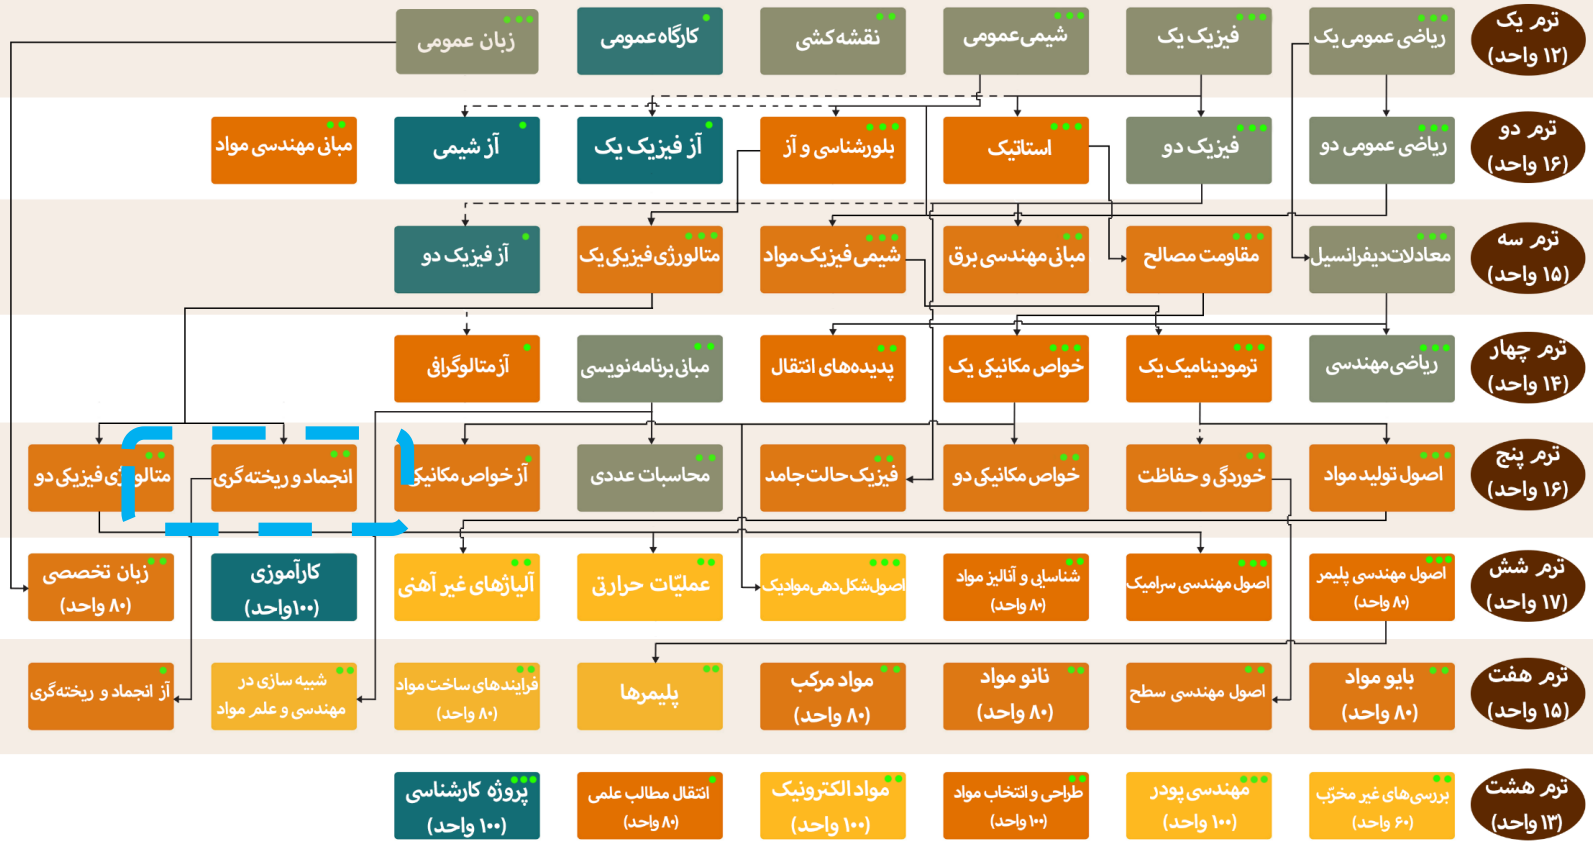 ترم یک
(۱۲ واحد)
ریاضی عمومی یک
فیزیک یک
شیمی عمومی
نقشه کشی
کارگاه عمومی
زبان عمومی
ترم دو
(۱۶ واحد)
ریاضی عمومی دو
فیزیک دو
استاتیک
بلورشناسی و آز
آز فیزیک یک
آز شیمی
مبانی مهندسی مواد
ترم سه
(۱۵ واحد)
معادلات دیفرانسیل
مقاومت مصالح
مبانی مهندسی برق
شیمی فیزیک مواد
متالورژی فیزیکی یک
آز فیزیک دو
ترم چهار
(۱۴ واحد)
ریاضی مهندسی
ترمودینامیک یک
خواص مکانیکی یک
پدیده‌های انتقال
مبانی برنامه نویسی
آز متالوگرافی
ترم پنج
(۱۶ واحد)
اصول تولید مواد
خوردگی و حفاظت
خواص مکانیکی دو
فیزیک حالت جامد
محاسبات عددی
آز خواص مکانیکی
انجماد و ریخته‌گری
متالورژی فیزیکی دو
ترم شش
(۱۷ واحد)
اصول مهندسی پلیمر
(۸۰ واحد)
اصول مهندسی سرامیک
شناسایی و آنالیز مواد
(۸۰ واحد)
اصول شکل دهی مواد یک
عملیّات حرارتی
آلیاژهای غیر آهنی
کارآموزی
(۱۰۰واحد)
زبان تخصصی
(۸۰ واحد)
ترم هفت
(۱۵ واحد)
بایو مواد
(۸۰ واحد)
اصول مهندسی سطح
نانو مواد
(۸۰ واحد)
مواد مرکب
(۸۰ واحد)
پلیمرها
فرایندهای ساخت مواد
(۸۰ واحد)
شبیه سازی در
مهندسی و علم مواد
آز انجماد و ریخته‌گری
ترم هشت
(۱۳ واحد)
بررسی‌های غیر مخرّب
(۶۰ واحد)
مهندسی پودر
(۱۰۰ واحد)
طراحی و انتخاب مواد
(۱۰۰ واحد)
مواد الکترونیک
(۱۰۰ واحد)
انتقال مطالب علمی
(۸۰ واحد)
پروژه کارشناسی
(۱۰۰ واحد)